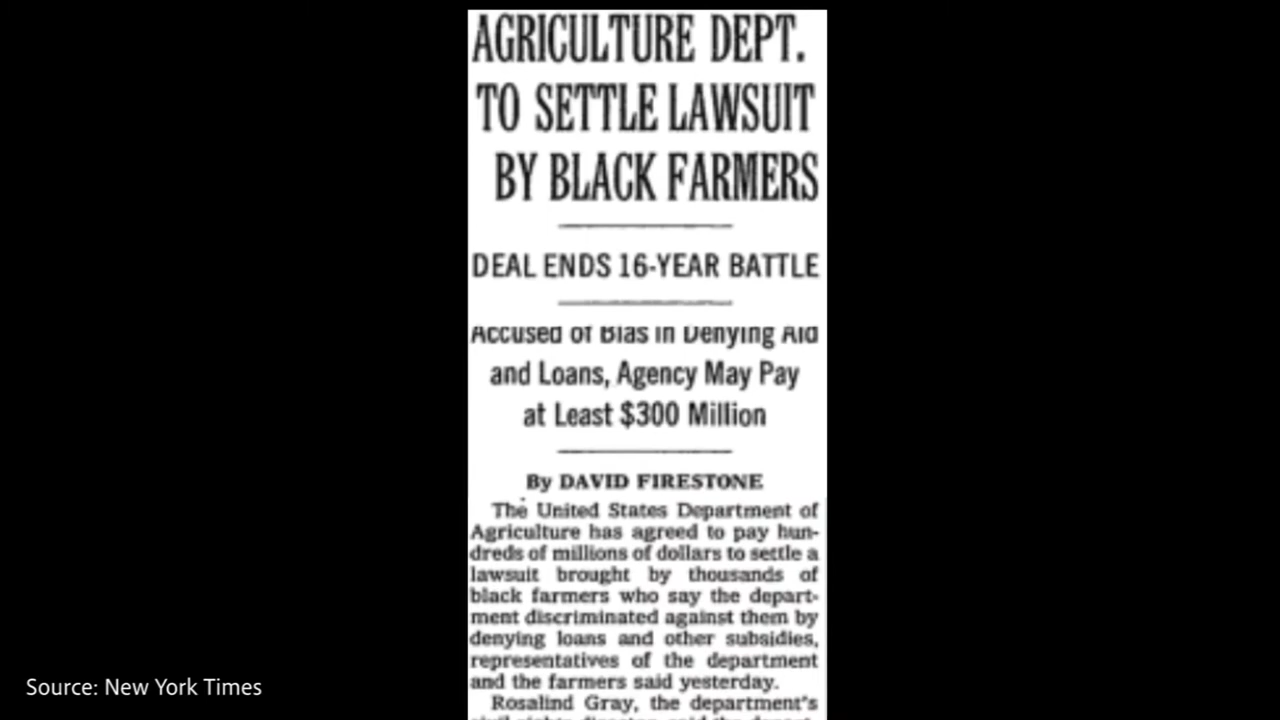 AGRICULTURE DEPT.
TO SETTLE LAWSUIT
BY BLACK FARMERS
DEAL ENDS 16-YEAR BATTLE
Accused of Bias in Denying Aid
and Loans, Agency May Pay
at Least $300 Million
By DAVID FIRESTONE
The United States Department of
Agriculture has agreed to pay hun-
dreds of millions of dollars to settle a
lawsuit brought by thousands of
black farmers who say the depart-
ment discriminated against them by
denying loans and other subsidies,
representatives of the department
and the farmers said yesterday.
Rosalind Gray, the department's
Source: New York Times